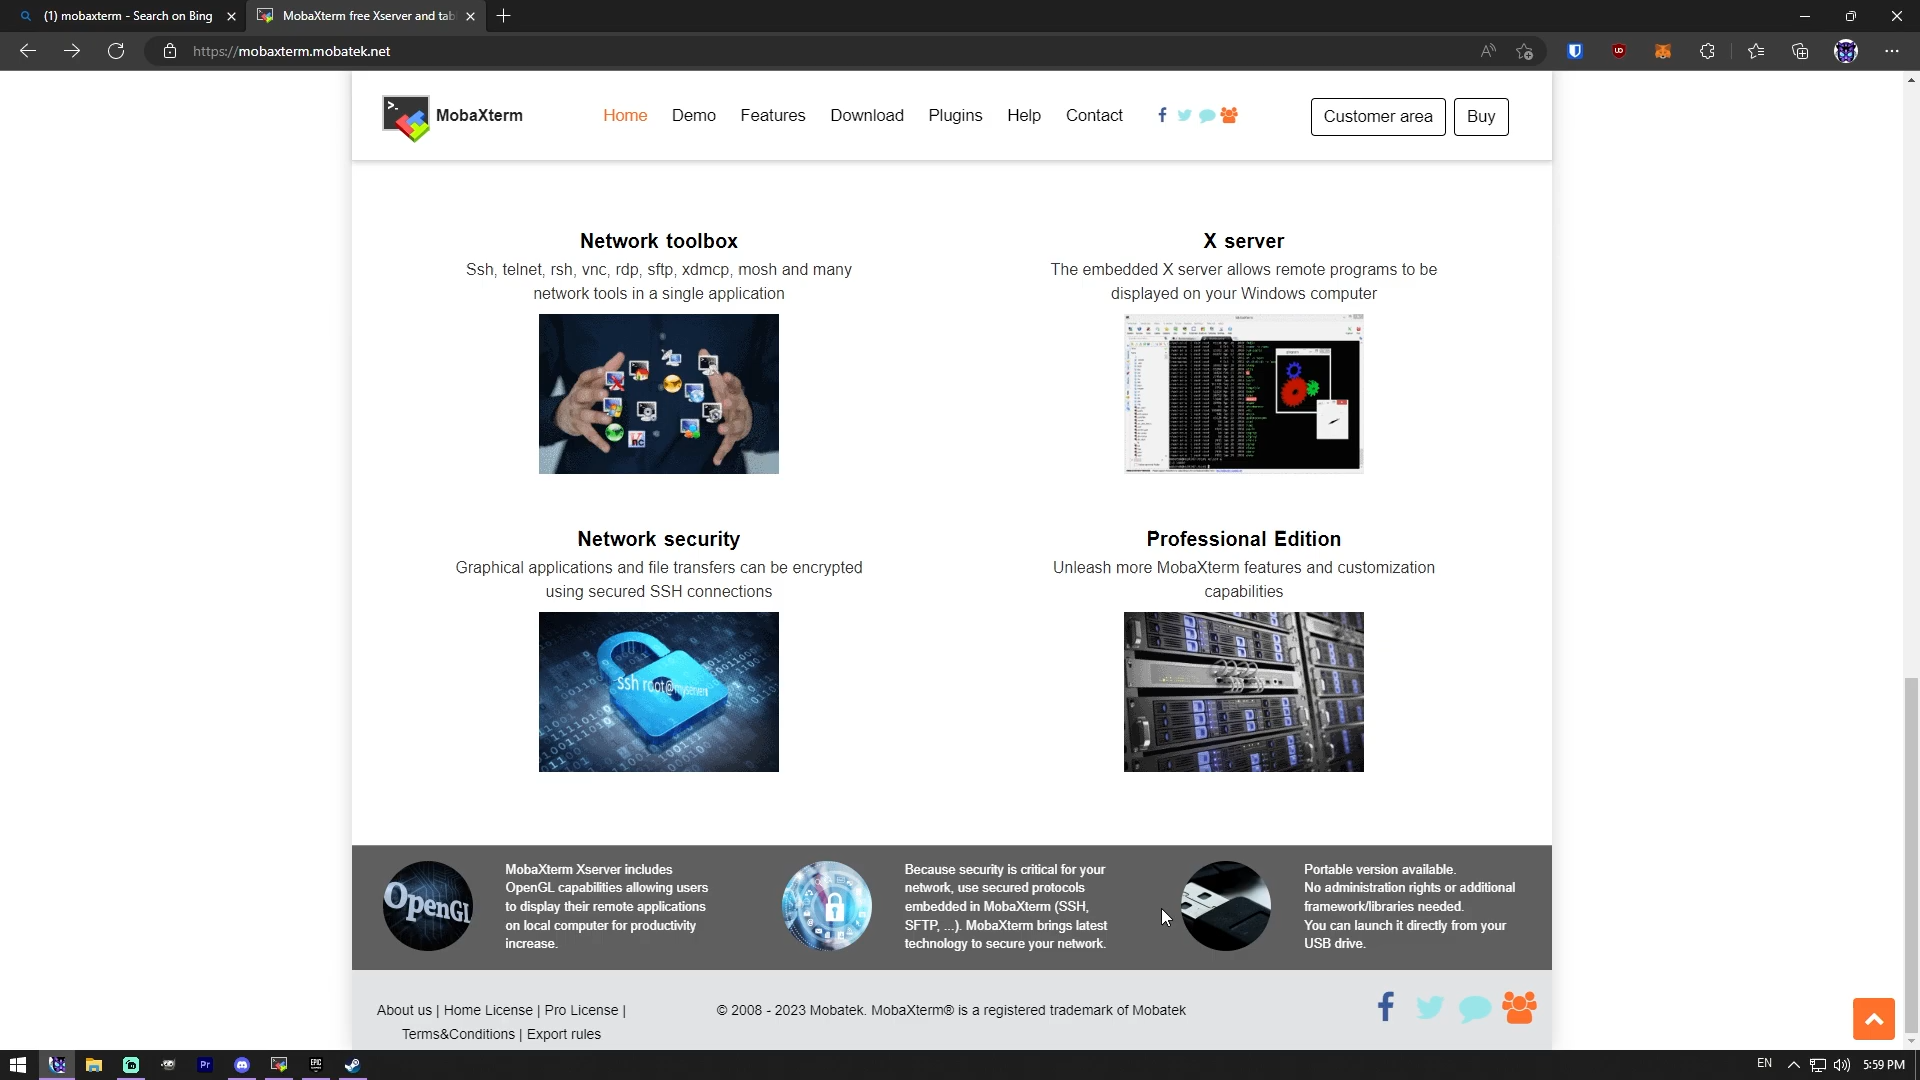 (1) mobaxterm - Search on Bing
MobaXterm free Xserver and tab
https://mobaxterm.mobatek.net
MobaXterm
Home
Demo
Features
Download
Plugins
Help
Contact
Customer area
Buy
Network toolbox
Ssh, telnet, rsh, vnc, rdp, sftp, xdmcp, mosh and many
network tools in a single application
X server
The embedded X server allows remote programs to be
displayed on your Windows computer
Network security
Graphical applications and file transfers can be encrypted
using secured SSH connections
ssh root@myserver
Professional Edition
Unleash more MobaXterm features and customization
capabilities
OpenGL
MobaXterm Xserver includes
OpenGL capabilities allowing users
to display their remote applications
on local computer for productivity
increase.
Because security is critical for your
network, use secured protocols
embedded in MobaXterm (SSH,
SFTP, ...). MobaXterm brings latest
technology to secure your network.
Portable version available.
No administration rights or additional
framework/libraries needed.
You can launch it directly from your
USB drive.
About us | Home License | Pro License |
Terms&Conditions | Export rules
© 2008 - 2023 Mobatek. MobaXterm® is a registered trademark of Mobatek
Pr
EPIC
EN
5:59 PM